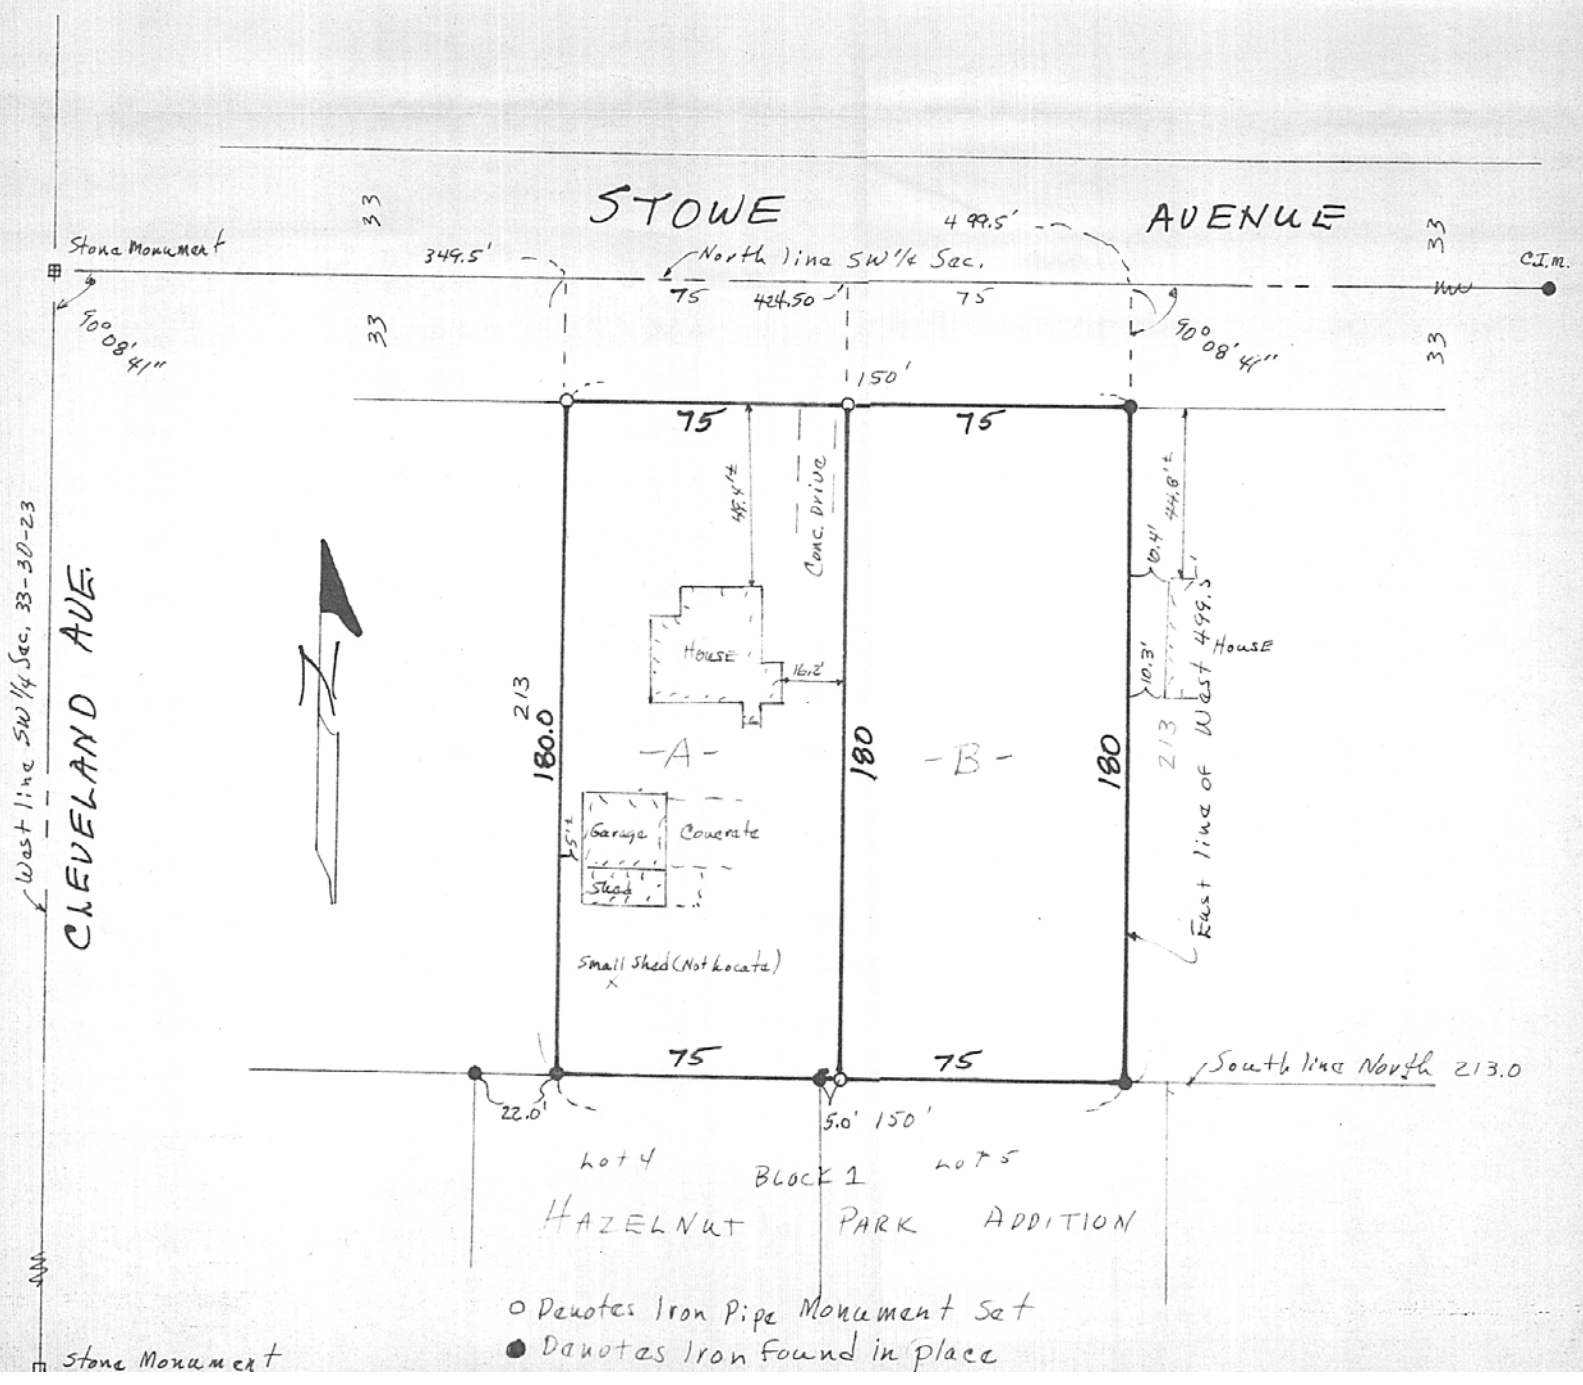 33
STOWE
499.5'
AVENUE
33
Stone Monument
349.5'
North line SW 1/4 Sec.
C.I.M.
75
424.50
75
90° 08' 41"
33
90° 08' 41"
33
150'
75
75
Conc. Drive
44.8'±
6.4'
West line SW 1/4 Sec. 33-30-23
CLEVELAND AVE.
N
House
16.2'
10.3'
House
East line of West 499.5'
213
180.0
180
180
213
-A-
-B-
5'±
Garage
Concrete
Shed
Small Shed (Not Locate)
x
75
75
South line North 213.0
22.0'
5.0'
150'
Lot 4
BLOCK 1
Lot 5
HAZELNUT PARK ADDITION
Denotes Iron Pipe Monument Set
Denotes Iron Found in place
Stone Monument